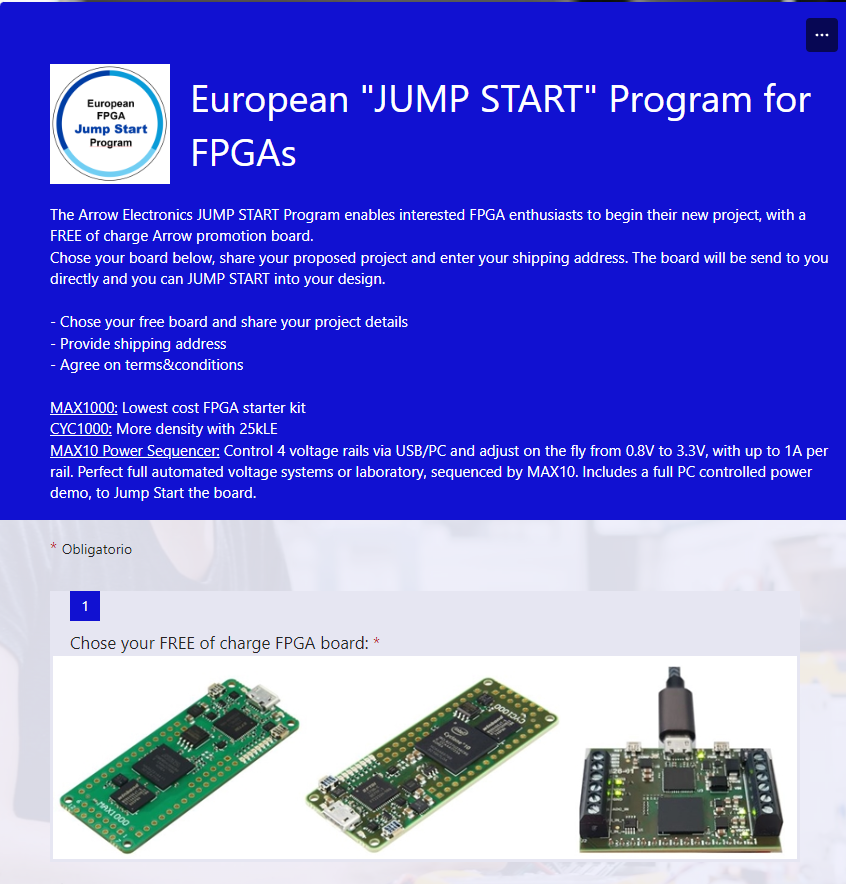 European
FPGA
Jump Start
Program
European "JUMP START" Program for
FPGAs
The Arrow Electronics JUMP START Program enables interested FPGA enthusiasts to begin their new project, with a
FREE of charge Arrow promotion board.
Chose your board below, share your proposed project and enter your shipping address. The board will be send to you
directly and you can JUMP START into your design.
- Chose your free board and share your project details
- Provide shipping address
- Agree on terms&conditions
MAX1000: Lowest cost FPGA starter kit
CYC1000: More density with 25kLE
MAX10 Power Sequencer: Control 4 voltage rails via USB/PC and adjust on the fly from 0.8V to 3.3V, with up to 1A per
rail. Perfect full automated voltage systems or laboratory, sequenced by MAX10. Includes a full PC controlled power
demo, to Jump Start the board.
* Obligatorio
1
Chose your FREE of charge FPGA board: *
MAX1000
CYC1000
intel
Cyclone 10